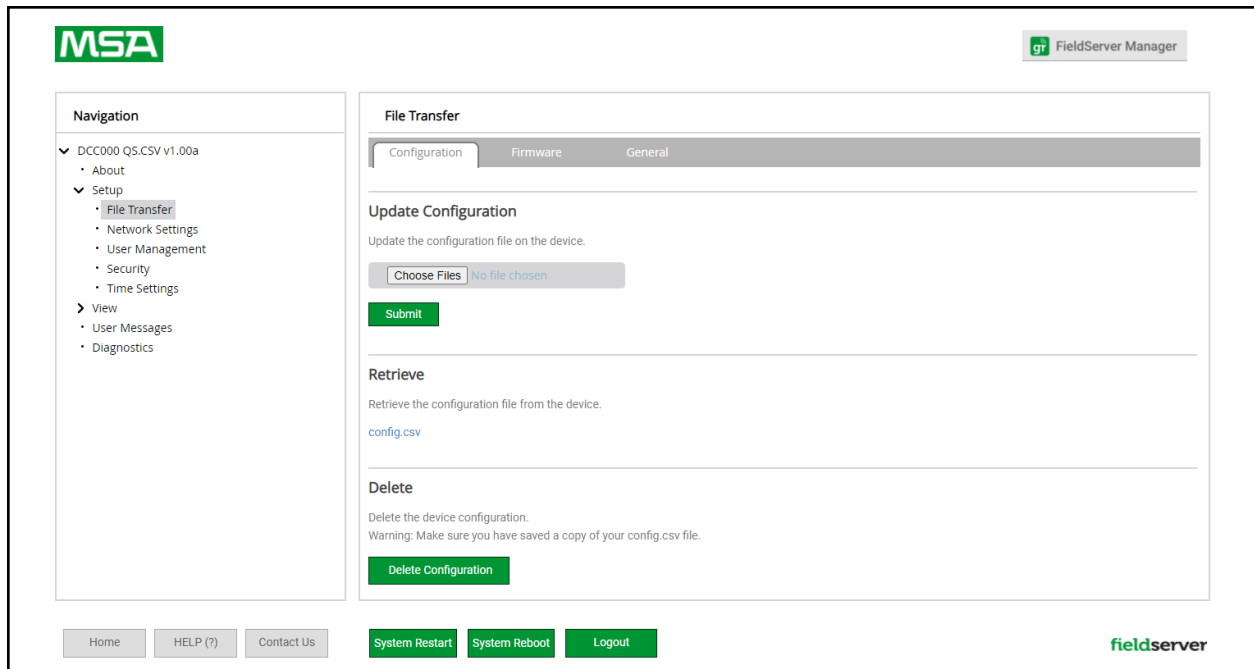 MSA
FieldServer Manager
Navigation
DCC000 QS.CSV v1.00a
About
Setup
File Transfer
Network Settings
User Management
Security
Time Settings
View
User Messages
Diagnostics
File Transfer
Configuration Firmware General
Update Configuration
Update the configuration file on the device.
Choose Files No file chosen
Submit
Retrieve
Retrieve the configuration file from the device.
config.csv
Delete
Delete the device configuration.
Warning: Make sure you have saved a copy of your config.csv file.
Delete Configuration
Home HELP (?) Contact Us System Restart System Reboot Logout
fieldserver